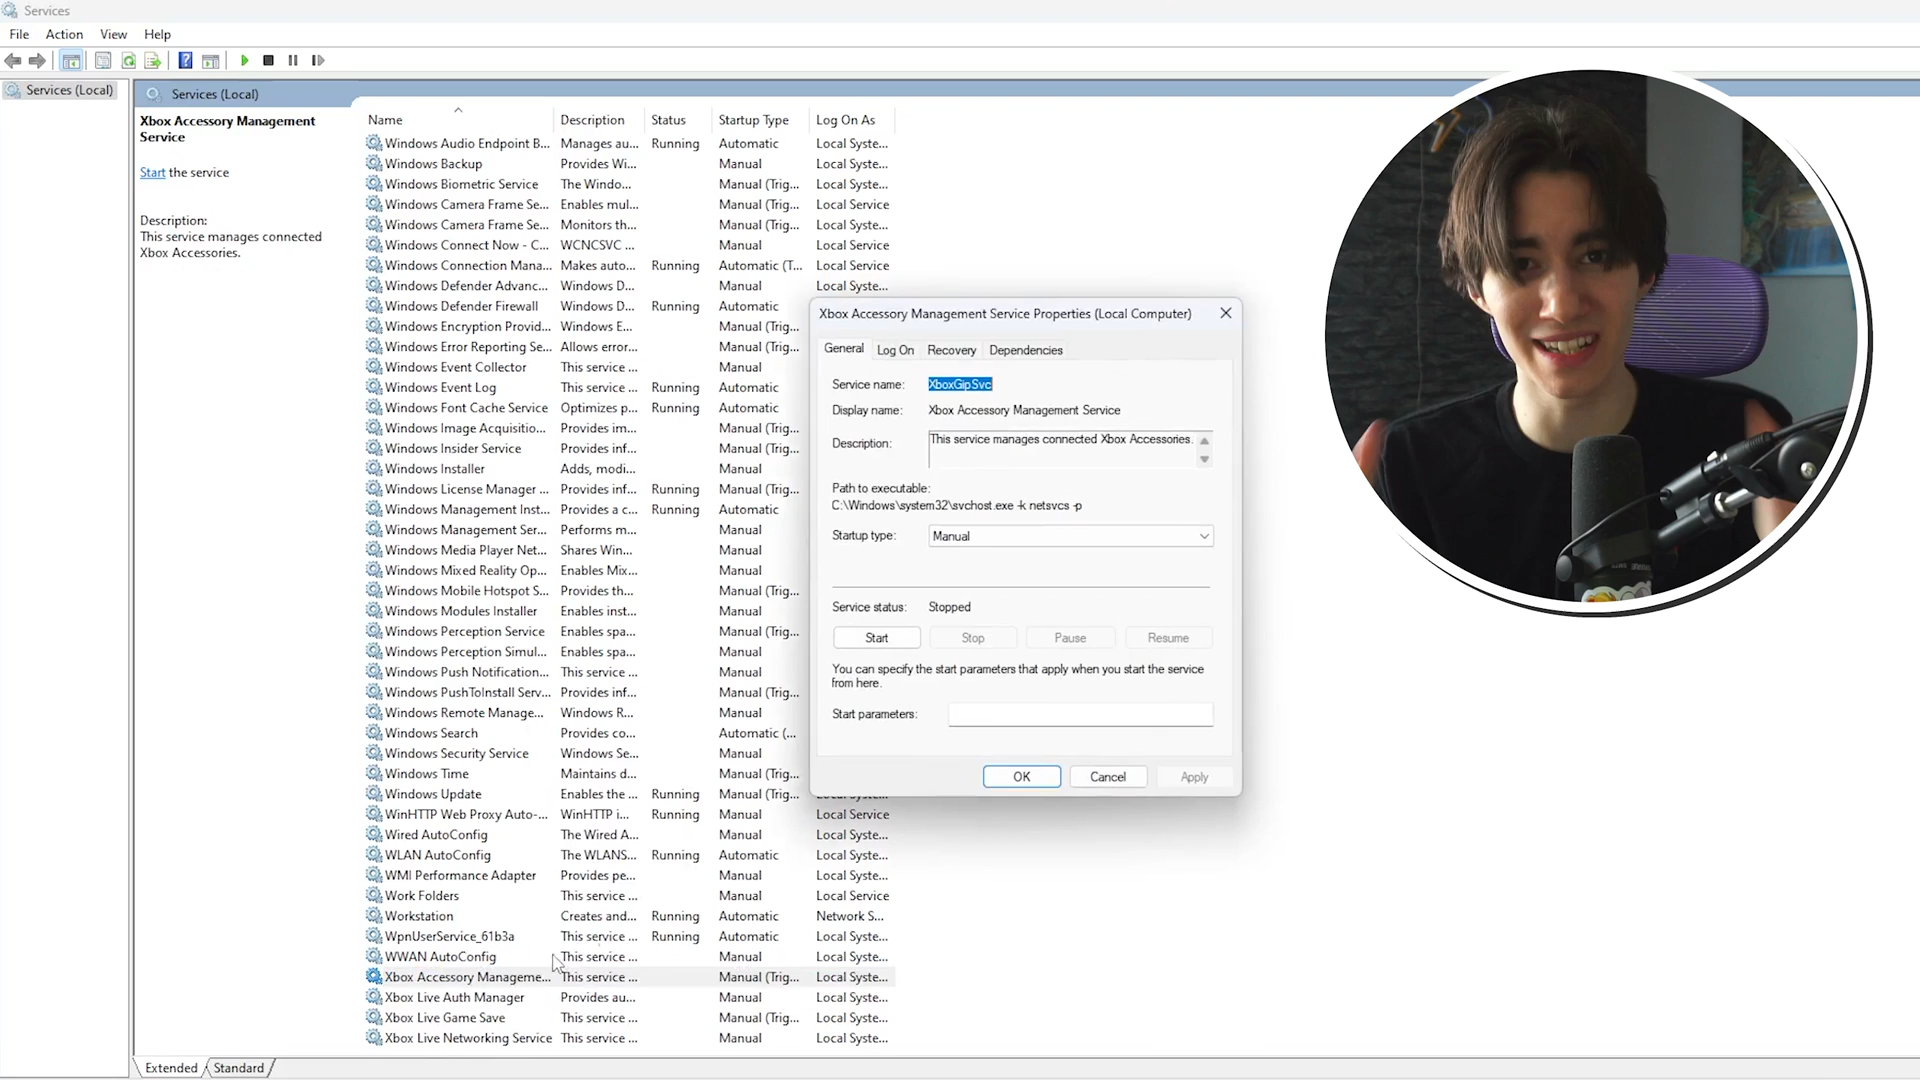 Services
File Action View Help
Services (Local)
Services (Local)
Xbox Accessory Management
Service
Start the service
Description:
This service manages connected
Xbox Accessories.
Name Description Status Startup Type Log On As
Windows Audio Endpoint B... Manages au... Running Automatic Local Syste...
Windows Backup Provides Wi... Manual Local Syste...
Windows Biometric Service The Windo... Manual (Trig... Local Syste...
Windows Camera Frame Se... Enables mul... Manual (Trig... Local Service
Windows Camera Frame Se... Monitors th... Manual (Trig... Local Syste...
Windows Connect Now - C... WCNCSVC ... Manual Local Service
Windows Connection Mana... Makes auto... Running Automatic (T... Local Service
Windows Defender Advanc... Windows D... Manual Local Syste...
Windows Defender Firewall Windows D... Running Automatic
Windows Encryption Provid... Windows E... Manual (Trig...
Windows Error Reporting Se... Allows error... Manual (Trig...
Windows Event Collector This service ... Manual
Windows Event Log This service ... Running Automatic
Windows Font Cache Service Optimizes p... Running Automatic
Windows Image Acquisitio... Provides im... Manual
Windows Insider Service Provides inf... Manual (Trig...
Windows Installer Adds, modi... Manual
Windows License Manager ... Provides inf... Running Manual (Trig...
Windows Management Inst... Provides a c... Running Automatic
Windows Management Ser... Performs m... Manual
Windows Media Player Net... Shares Win... Manual
Windows Mixed Reality Op... Enables Mix... Manual
Windows Mobile Hotspot S... Provides th... Manual (Trig...
Windows Modules Installer Enables inst... Manual
Windows Perception Service Enables spa... Manual (Trig...
Windows Perception Simul... Enables spa... Manual
Windows Push Notification... This service ... Running Automatic
Windows PushToInstall Serv... Provides inf... Manual (Trig...
Windows Remote Manage... Windows R... Manual
Windows Search Provides co... Running Automatic (...
Windows Security Service Windows Se... Running Manual
Windows Time Maintains d... Manual (Trig...
Windows Update Enables the ... Running Manual (Trig... Local Syste...
WinHTTP Web Proxy Auto-... WinHTTP i... Running Manual Local Service
Wired AutoConfig The Wired A... Manual Local Syste...
WLAN AutoConfig The WLANS... Running Automatic Local Syste...
WMI Performance Adapter Provides pe... Manual Local Syste...
Work Folders This service ... Manual Local Service
Workstation Creates and... Running Automatic Network S...
WpnUserService_61b3a This service ... Running Automatic Local Syste...
WWAN AutoConfig This service ... Manual Local Syste...
Xbox Accessory Manageme... This service ... Manual (Trig... Local Syste...
Xbox Live Auth Manager Provides au... Manual Local Syste...
Xbox Live Game Save This service ... Manual (Trig... Local Syste...
Xbox Live Networking Service This service ... Manual Local Syste...
Extended Standard
Xbox Accessory Management Service Properties (Local Computer)
General Log On Recovery Dependencies
Service name: XboxGipSvc
Display name: Xbox Accessory Management Service
Description: This service manages connected Xbox Accessories.
Path to executable:
C:\Windows\system32\svchost.exe -k netsvcs -p
Startup type: Manual
Service status: Stopped
Start Stop Pause Resume
You can specify the start parameters that apply when you start the service
from here.
Start parameters:
OK Cancel Apply